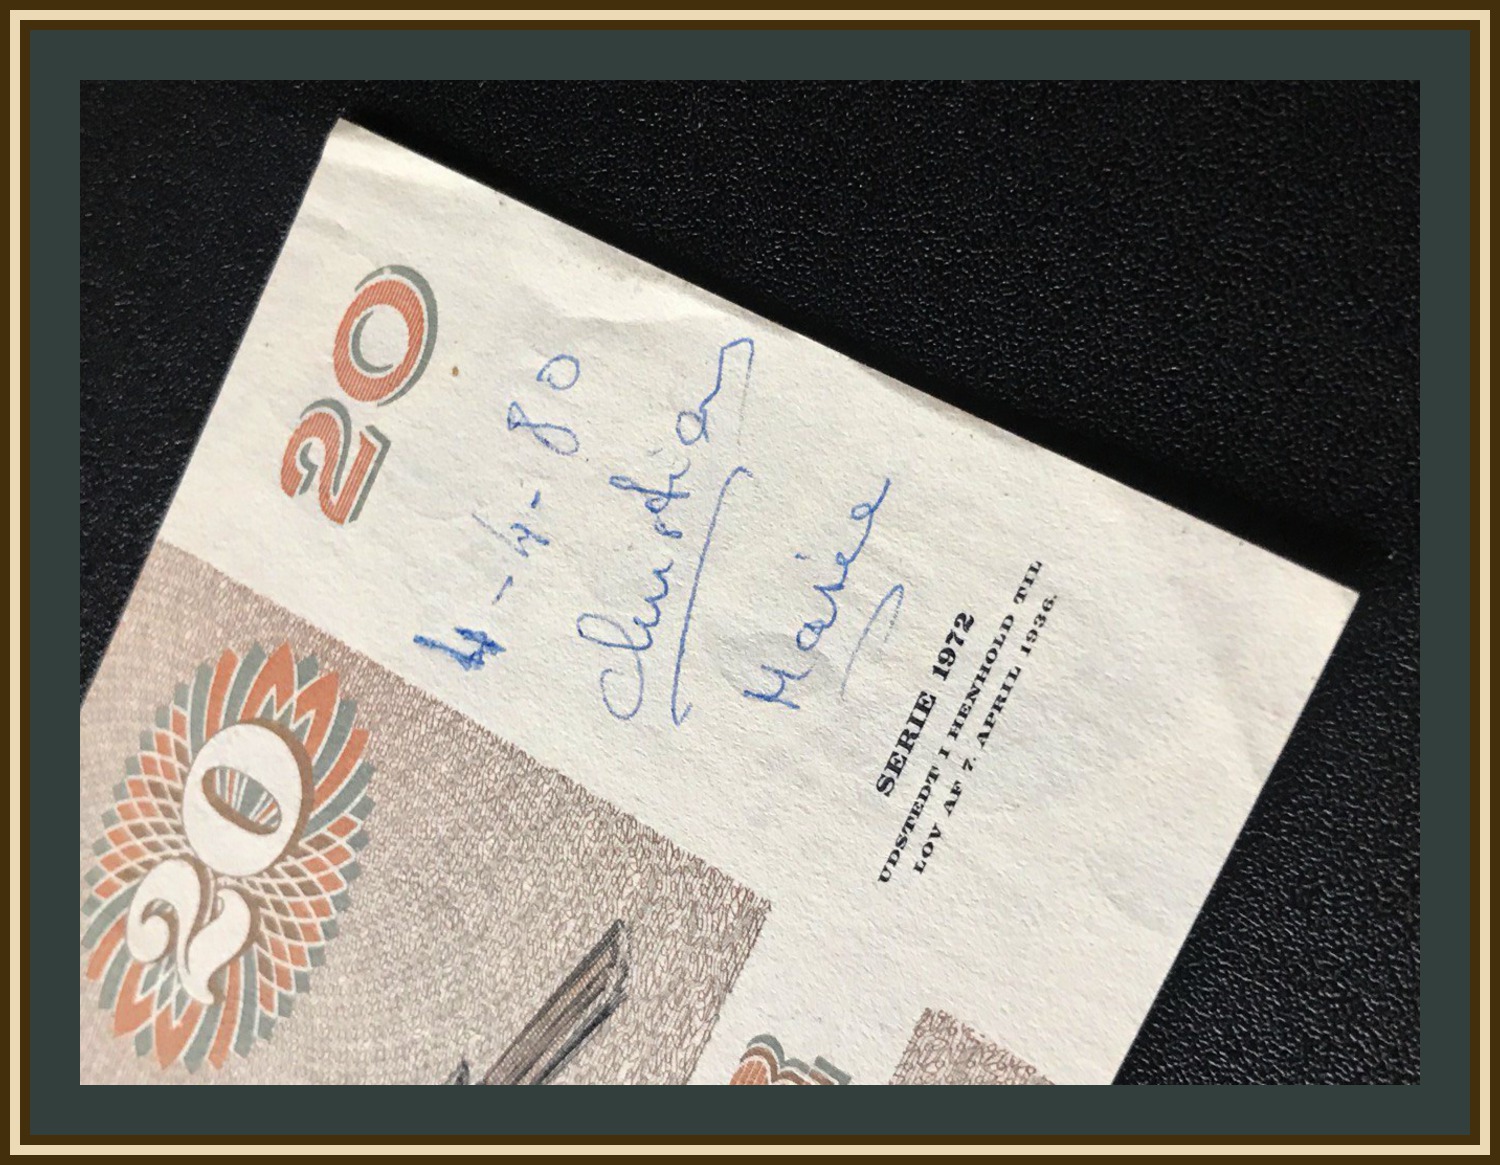 20
4-4-80
Christian
Marie
SERIE 1972
UDSTEDT I HENHOLD TIL
LOV AF 7. APRIL 1936.
20